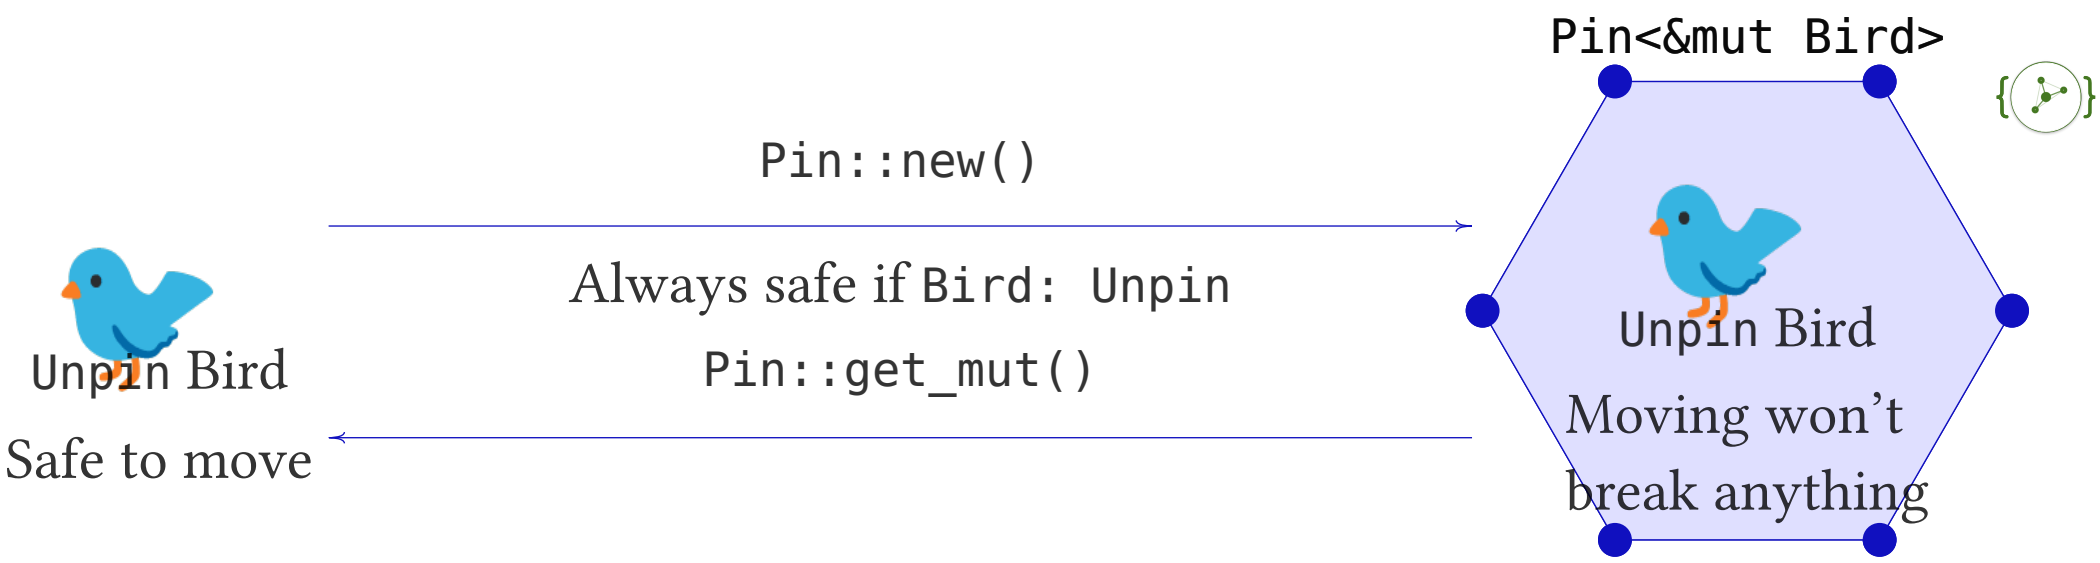 Pin<&mut Bird>
Pin::new()
Always safe if Bird: Unpin
Pin::get_mut()
Unpin Bird
Safe to move
Unpin Bird
Moving won’t
break anything